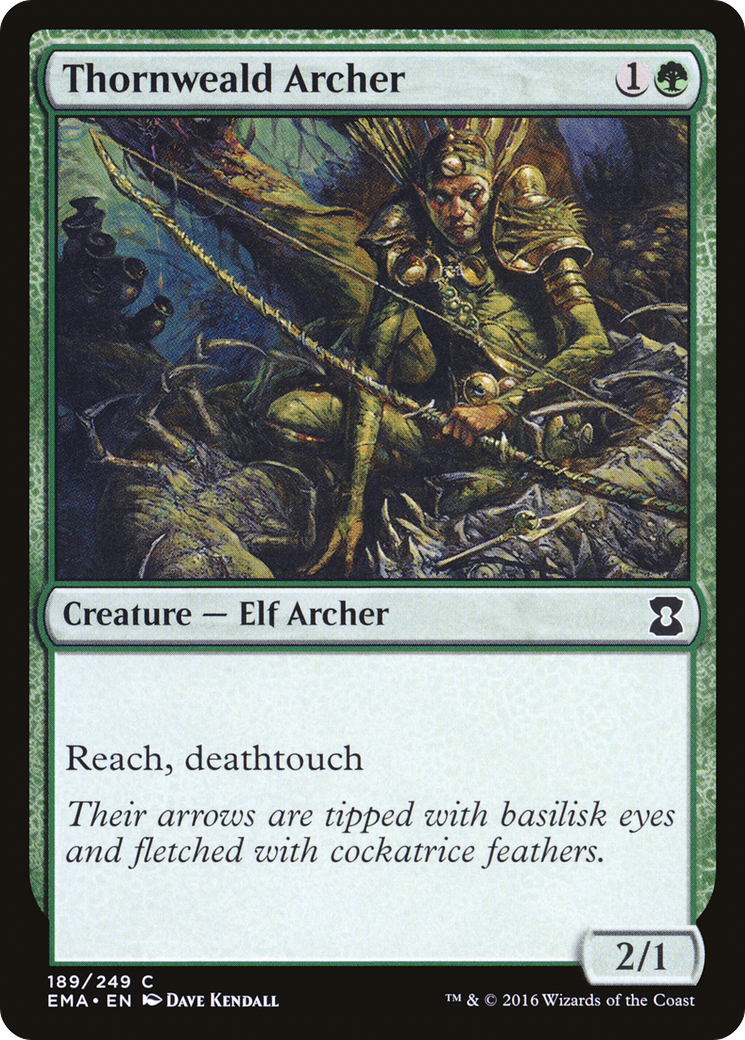 Thornweald Archer 1
Creature — Elf Archer
Reach, deathtouch
Their arrows are tipped with basilisk eyes
and fletched with cockatrice feathers.
2/1
189/249 C
EMA • EN Dave Kendall
™ & © 2016 Wizards of the Coast